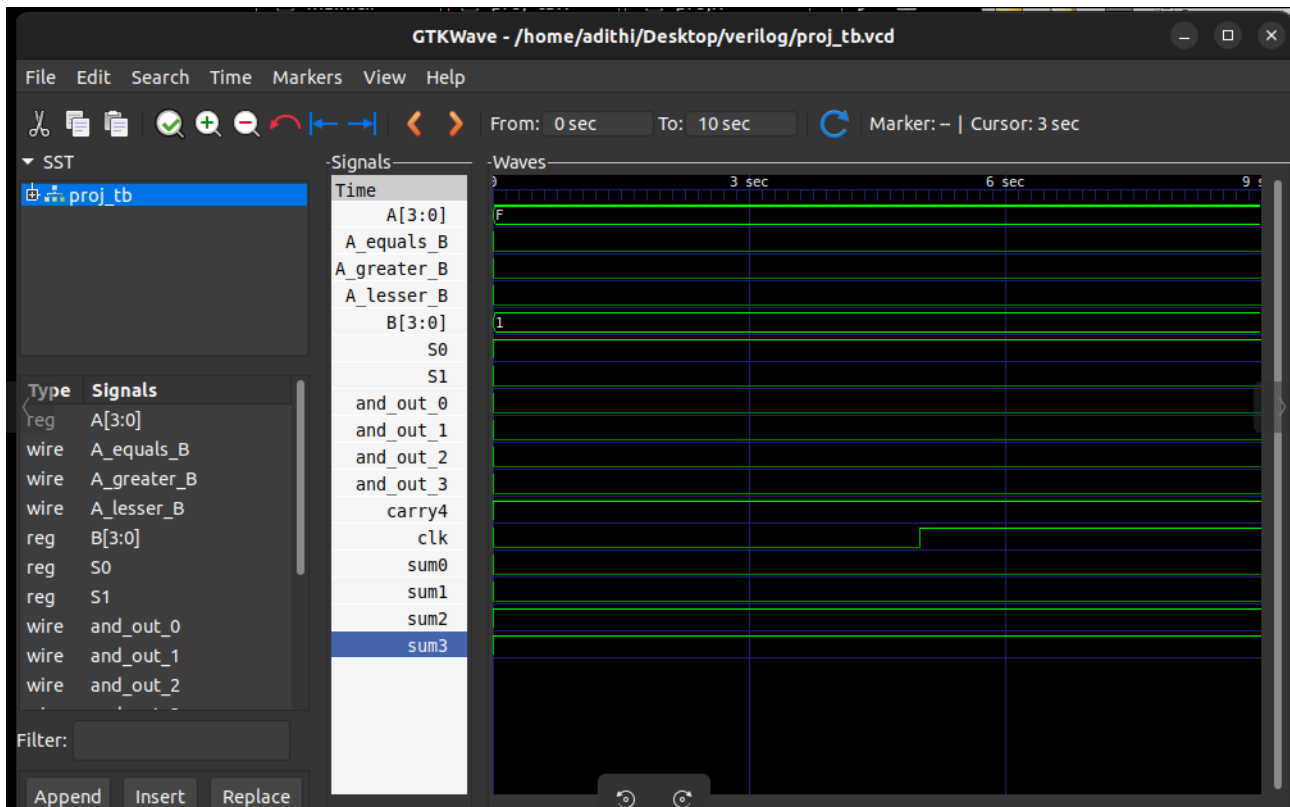 GTKWave - /home/adithi/Desktop/verilog/proj_tb.vcd
File Edit Search Time Markers View Help
From: 0 sec To: 10 sec Marker: -- | Cursor: 3 sec
SST
proj_tb
Type Signals
reg A[3:0]
wire A_equals_B
wire A_greater_B
wire A_lesser_B
reg B[3:0]
reg S0
reg S1
wire and_out_0
wire and_out_1
wire and_out_2
Filter:
Append Insert Replace
Signals
Time
A[3:0]
A_equals_B
A_greater_B
A_lesser_B
B[3:0]
S0
S1
and_out_0
and_out_1
and_out_2
and_out_3
carry4
clk
sum0
sum1
sum2
sum3
Waves
3 sec 6 sec 9
F
1